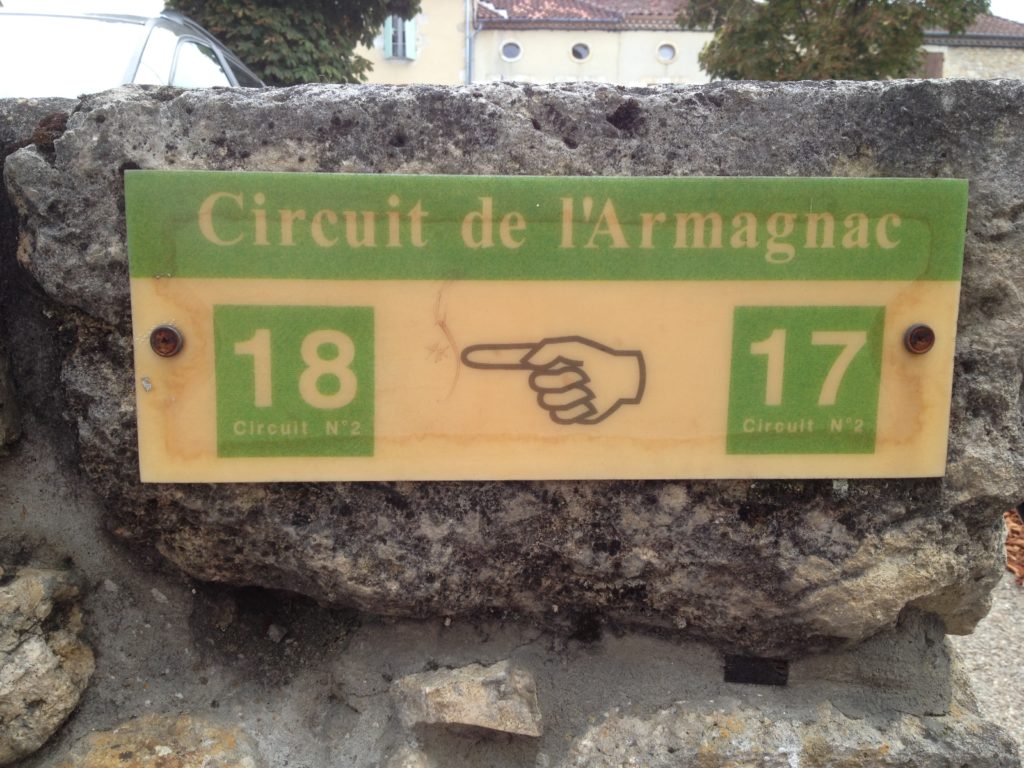 Circuit de l'Armagnac
18
Circuit N°2
17
Circuit N°2